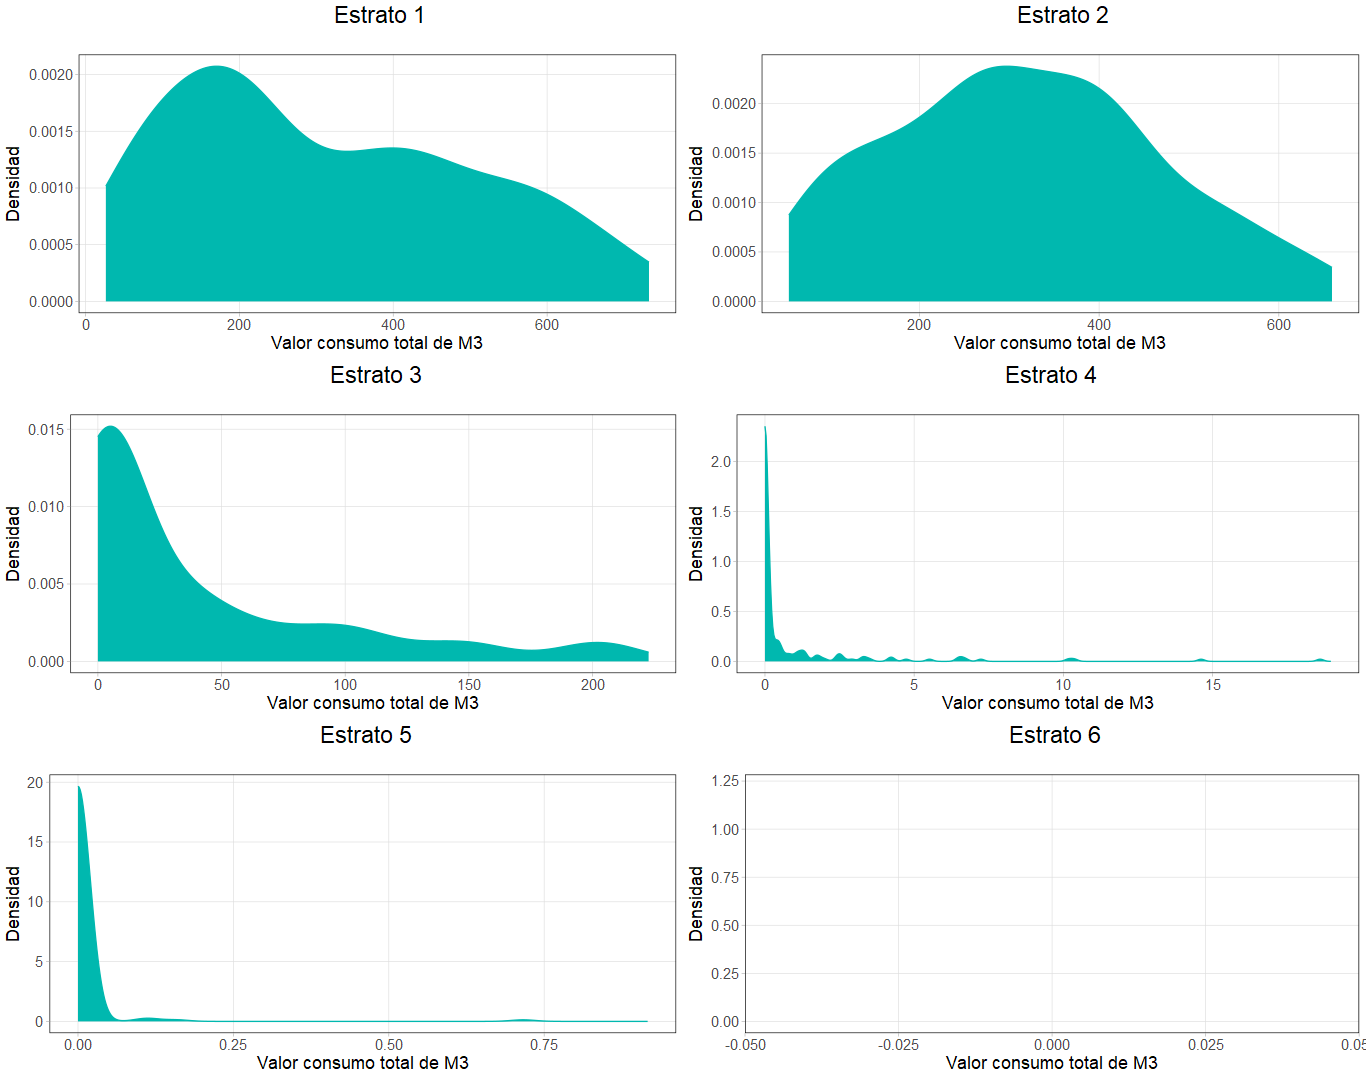 Estrato 1
Densidad
0.0020
0.0015
0.0010
0.0005
0.0000
0 200 400 600
Valor consumo total de M3
Estrato 2
Densidad
0.0020
0.0015
0.0010
0.0005
0.0000
200 400 600
Valor consumo total de M3
Estrato 3
Densidad
0.015
0.010
0.005
0.000
0 50 100 150 200
Valor consumo total de M3
Estrato 4
Densidad
2.0
1.5
1.0
0.5
0.0
0 5 10 15
Valor consumo total de M3
Estrato 5
Densidad
20
15
10
5
0
0.00 0.25 0.50 0.75
Valor consumo total de M3
Estrato 6
Densidad
1.25
1.00
0.75
0.50
0.25
0.00
-0.050 -0.025 0.000 0.025
Valor consumo total de M3